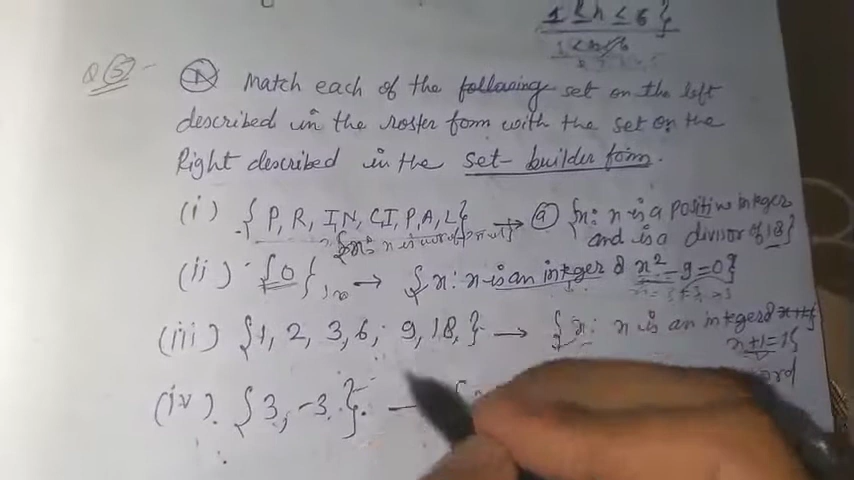 1 ≤ n ≤ 6 }
Q (5) -
Match each of the following set on the left
described in the roster form with the set on the
Right described in the set-builder form.
(i) { P, R, I, N, C, I, P, A, L } → (a) {n: n is a positive integer
and is a divisor of 18}
(ii) {0} → {n: n is an integer & x² - 9 = 0}
(iii) {1, 2, 3, 6, 9, 18, } → {x: n is an integer &
n+1=1}
(iv) {3, -3}. —